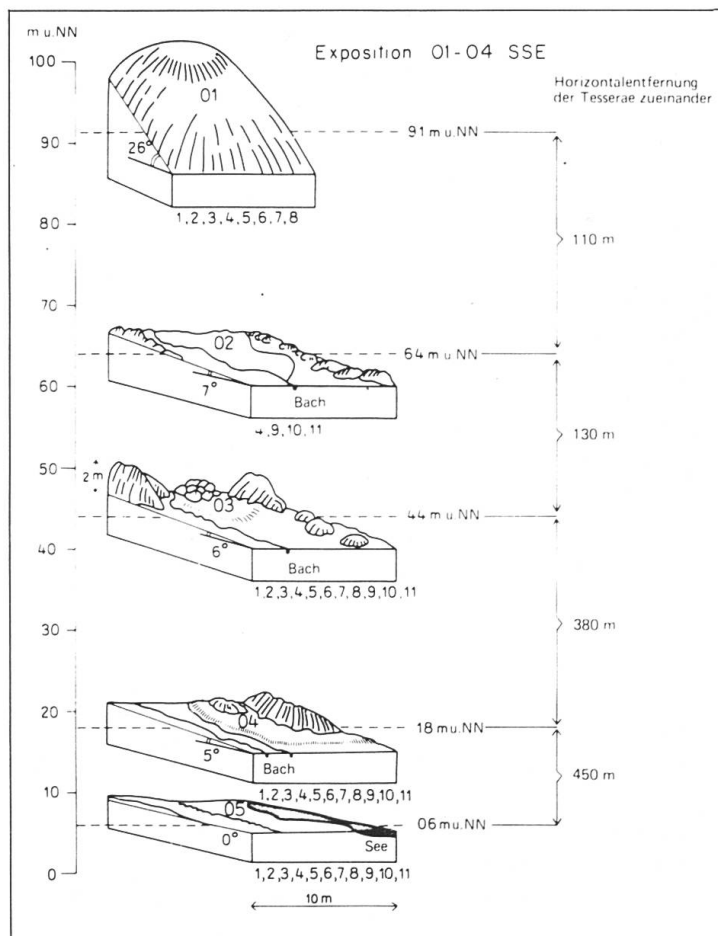 m u.NN
Exposition 01-04 SSE
Horizontalentfernung
der Tesserae zueinander
100
01
91 m u.NN
90
26°
80
1,2,3,4,5,6,7,8
110 m
70
02
64 m u.NN
60
7°
Bach
4,9,10,11
130 m
50
2 m
03
44 m u.NN
40
6°
Bach
1,2,3,4,5,6,7,8,9,10,11
30
380 m
20
04
18 m u.NN
5°
Bach
1,2,3,4,5,6,7,8,9,10,11
450 m
10
05
06 m u.NN
0°
See
0
1,2,3,4,5,6,7,8,9,10,11
10 m